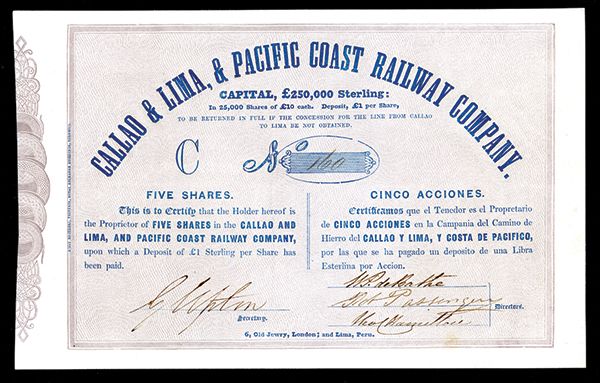 CALLAO & LIMA, & PACIFIC COAST RAILWAY COMPANY.
CAPITAL, £250,000 Sterling:
In 25,000 Shares of £10 each. Deposit, £1 per Share,
TO BE RETURNED IN FULL IF THE CONCESSION FOR THE LINE FROM CALLAO
TO LIMA BE NOT OBTAINED.
C No 160
FIVE SHARES.
This is to Certify that the Holder hereof is
the Proprietor of FIVE SHARES in the CALLAO AND
LIMA, AND PACIFIC COAST RAILWAY COMPANY,
upon which a Deposit of £1 Sterling per Share has
been paid.
CINCO ACCIONES.
Certificamos que el Tenedor es el Propretario
de CINCO ACCIONES en la Campania del Camino de
Hierro del CALLAO Y LIMA, Y COSTA DE PACIFICO,
por las que se ha pagado un deposito de una Libra
Esterlina por Accion.
Secretary.
Directors.
6, Old Jewry, London; and Lima, Peru.